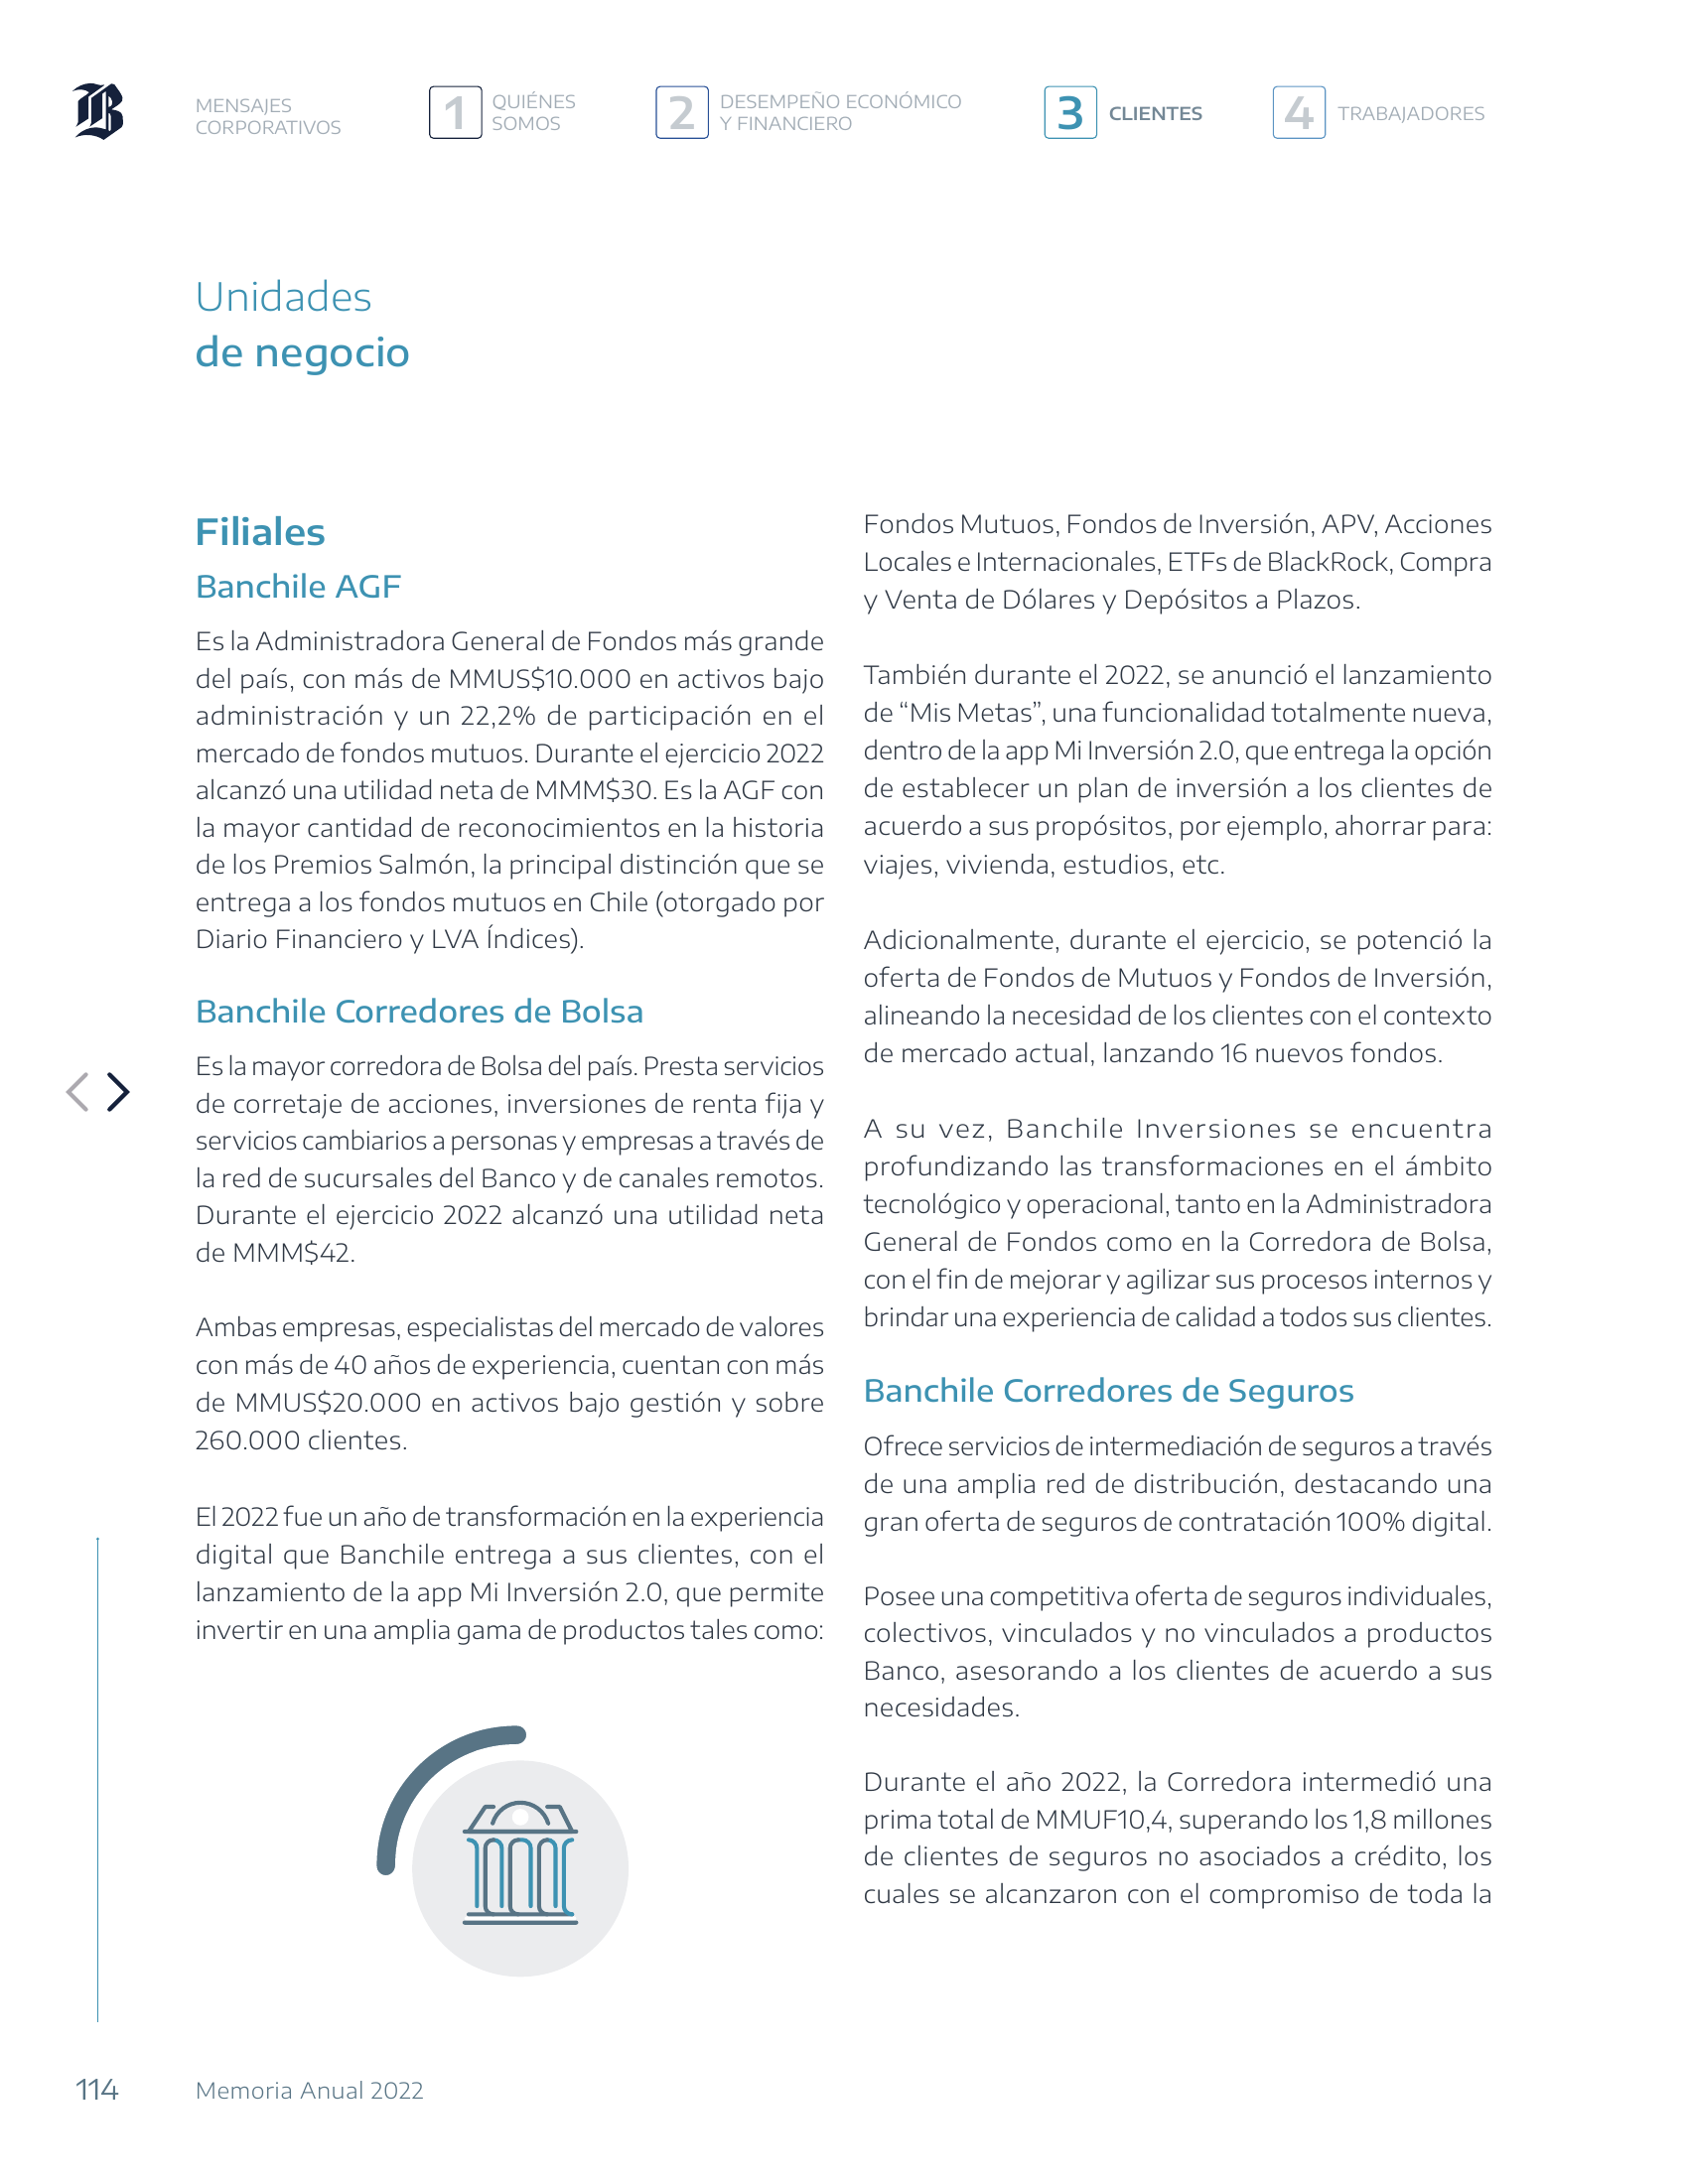 B
MENSAJES
CORPORATIVOS
1
QUIÉNES
SOMOS
2
DESEMPEÑO ECONÓMICO
Y FINANCIERO
3
CLIENTES
4
TRABAJADORES
Unidades
de negocio
Filiales
Banchile AGF
Es la Administradora General de Fondos más grande
del país, con más de MMUS$10.000 en activos bajo
administración y un 22,2% de participación en el
mercado de fondos mutuos. Durante el ejercicio 2022
alcanzó una utilidad neta de MMM$30. Es la AGF con
la mayor cantidad de reconocimientos en la historia
de los Premios Salmón, la principal distinción que se
entrega a los fondos mutuos en Chile (otorgado por
Diario Financiero y LVA Índices).
Banchile Corredores de Bolsa
Es la mayor corredora de Bolsa del país. Presta servicios
de corretaje de acciones, inversiones de renta fija y
servicios cambiarios a personas y empresas a través de
la red de sucursales del Banco y de canales remotos.
Durante el ejercicio 2022 alcanzó una utilidad neta
de MMM$42.
Ambas empresas, especialistas del mercado de valores
con más de 40 años de experiencia, cuentan con más
de MMUS$20.000 en activos bajo gestión y sobre
260.000 clientes.
El 2022 fue un año de transformación en la experiencia
digital que Banchile entrega a sus clientes, con el
lanzamiento de la app Mi Inversión 2.0, que permite
invertir en una amplia gama de productos tales como:
Fondos Mutuos, Fondos de Inversión, APV, Acciones
Locales e Internacionales, ETFs de BlackRock, Compra
y Venta de Dólares y Depósitos a Plazos.
También durante el 2022, se anunció el lanzamiento
de “Mis Metas”, una funcionalidad totalmente nueva,
dentro de la app Mi Inversión 2.0, que entrega la opción
de establecer un plan de inversión a los clientes de
acuerdo a sus propósitos, por ejemplo, ahorrar para:
viajes, vivienda, estudios, etc.
Adicionalmente, durante el ejercicio, se potenció la
oferta de Fondos de Mutuos y Fondos de Inversión,
alineando la necesidad de los clientes con el contexto
de mercado actual, lanzando 16 nuevos fondos.
A su vez, Banchile Inversiones se encuentra
profundizando las transformaciones en el ámbito
tecnológico y operacional, tanto en la Administradora
General de Fondos como en la Corredora de Bolsa,
con el fin de mejorar y agilizar sus procesos internos y
brindar una experiencia de calidad a todos sus clientes.
Banchile Corredores de Seguros
Ofrece servicios de intermediación de seguros a través
de una amplia red de distribución, destacando una
gran oferta de seguros de contratación 100% digital.
Posee una competitiva oferta de seguros individuales,
colectivos, vinculados y no vinculados a productos
Banco, asesorando a los clientes de acuerdo a sus
necesidades.
Durante el año 2022, la Corredora intermedió una
prima total de MMUF10,4, superando los 1,8 millones
de clientes de seguros no asociados a crédito, los
cuales se alcanzaron con el compromiso de toda la
114
Memoria Anual 2022